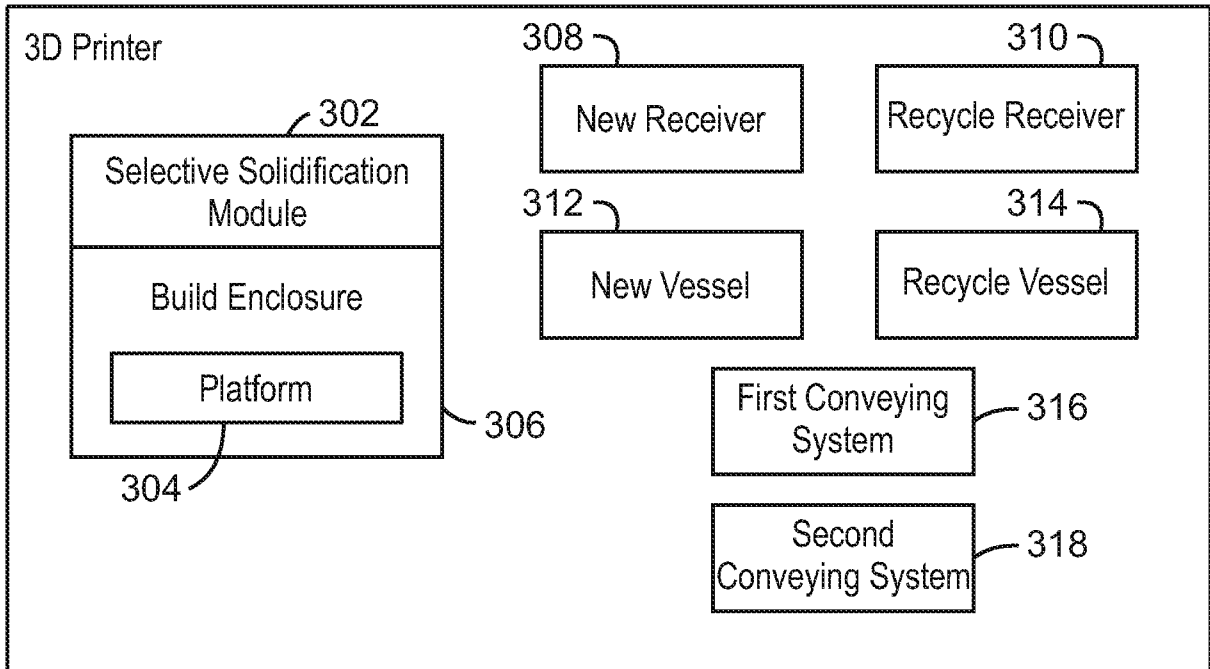 3D Printer
302
Selective Solidification
Module
Build Enclosure
Platform
304
306
308
New Receiver
310
Recycle Receiver
312
New Vessel
314
Recycle Vessel
First Conveying
System
316
Second
Conveying System
318